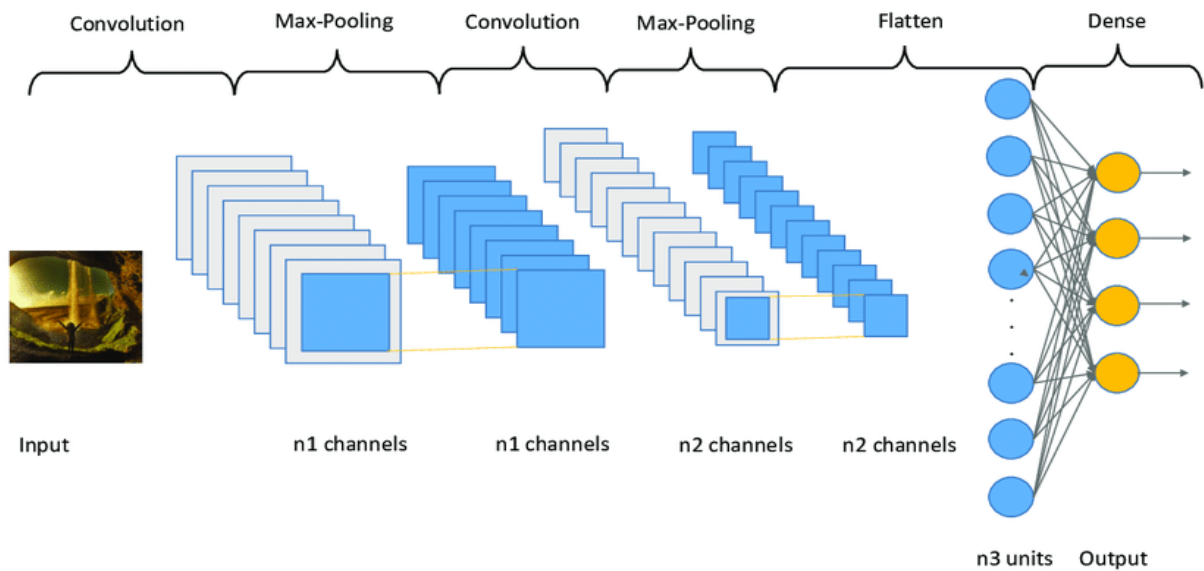 Convolution Max-Pooling Convolution Max-Pooling Flatten Dense
Input n1 channels n1 channels n2 channels n2 channels
n3 units Output